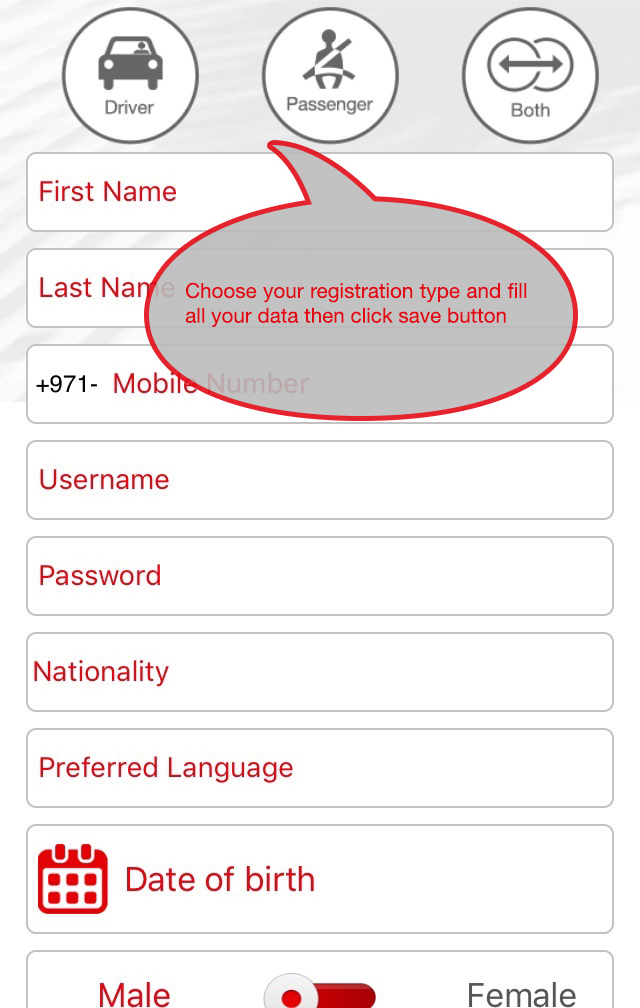 Driver
Passenger
Both
First Name
Last Name
Choose your registration type and fill
all your data then click save button
+971- Mobile Number
Username
Password
Nationality
Preferred Language
Date of birth
Male
Female